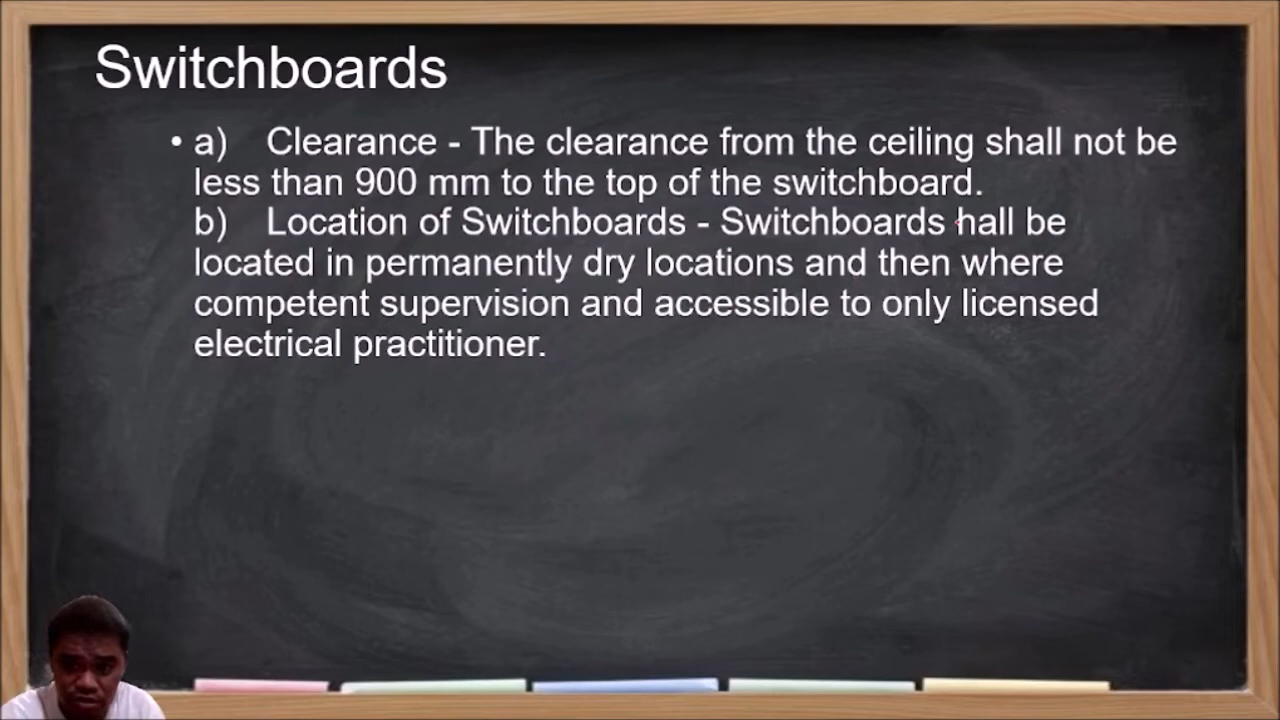 Switchboards
• a) Clearance - The clearance from the ceiling shall not be
less than 900 mm to the top of the switchboard.
b) Location of Switchboards - Switchboards hall be
located in permanently dry locations and then where
competent supervision and accessible to only licensed
electrical practitioner.